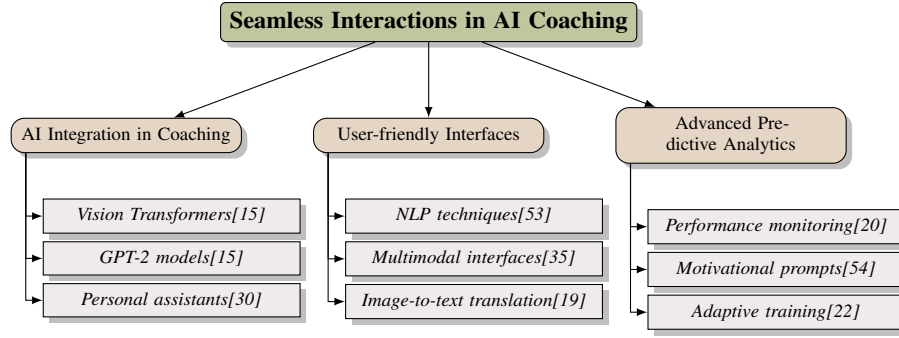 Seamless Interactions in AI Coaching
AI Integration in Coaching
Vision Transformers[15]
GPT-2 models[15]
Personal assistants[30]
User-friendly Interfaces
NLP techniques[53]
Multimodal interfaces[35]
Image-to-text translation[19]
Advanced Pre-
dictive Analytics
Performance monitoring[20]
Motivational prompts[54]
Adaptive training[22]